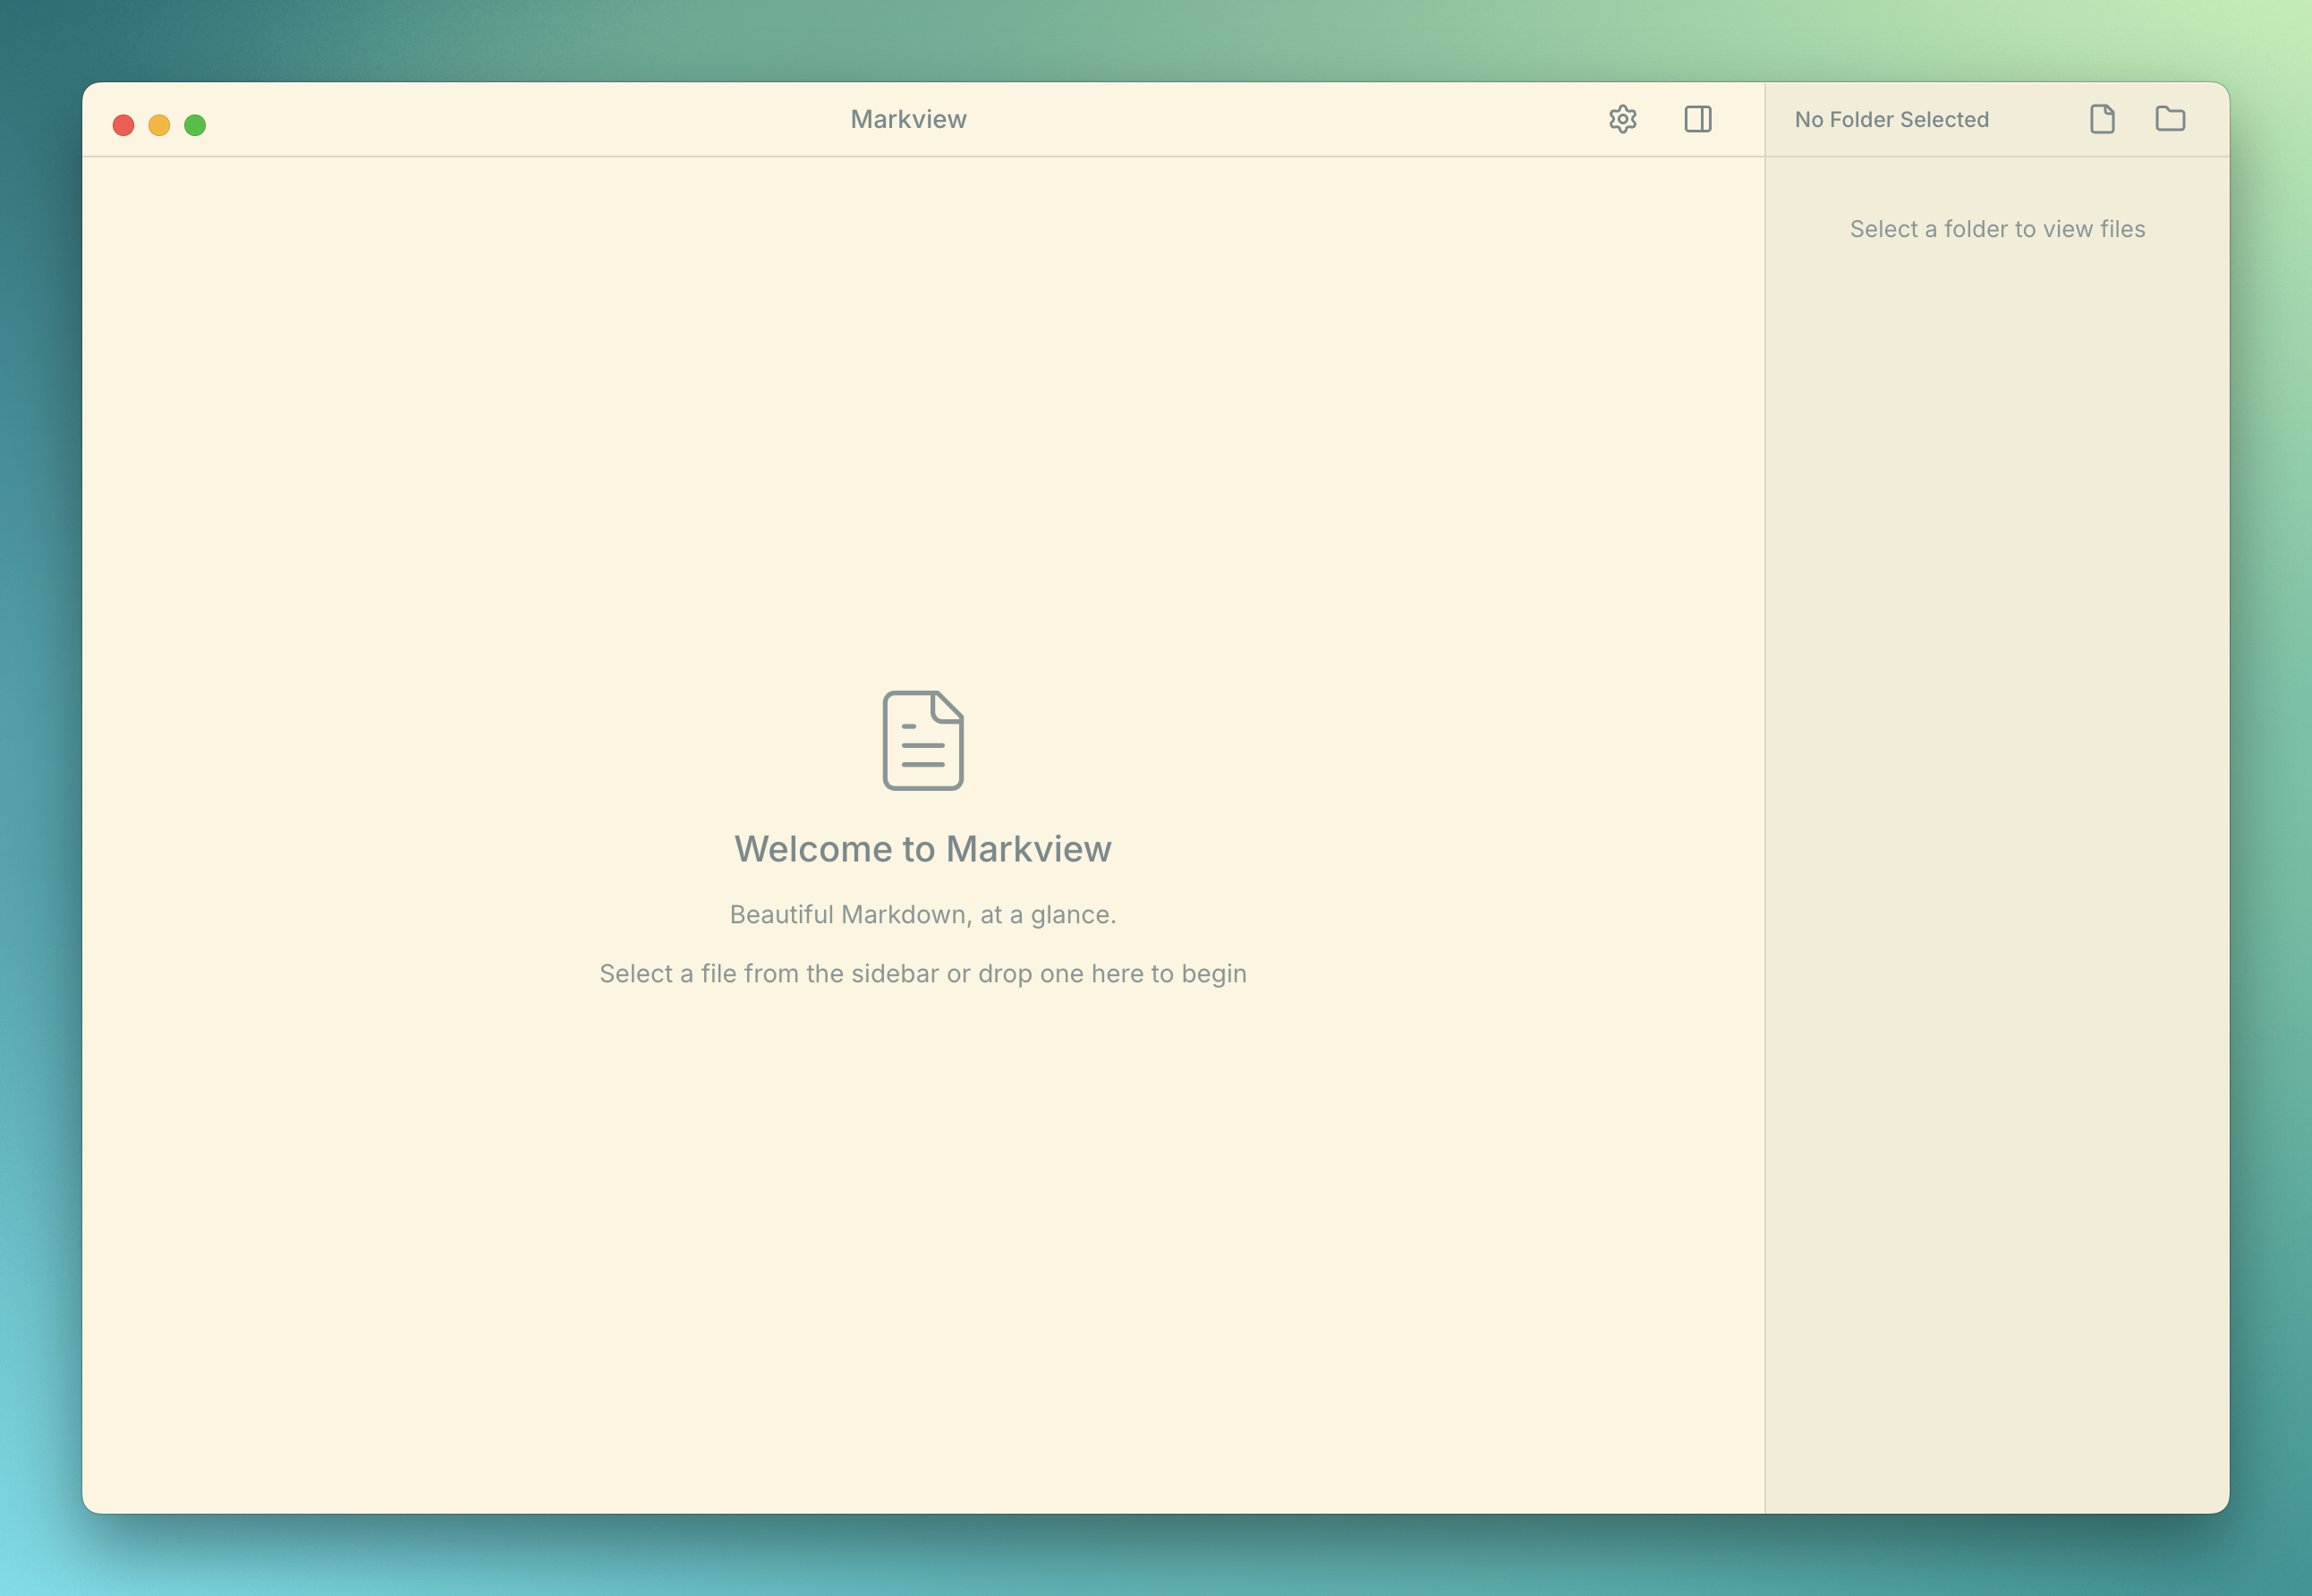 Markview
No Folder Selected
Select a folder to view files
Welcome to Markview
Beautiful Markdown, at a glance.
Select a file from the sidebar or drop one here to begin